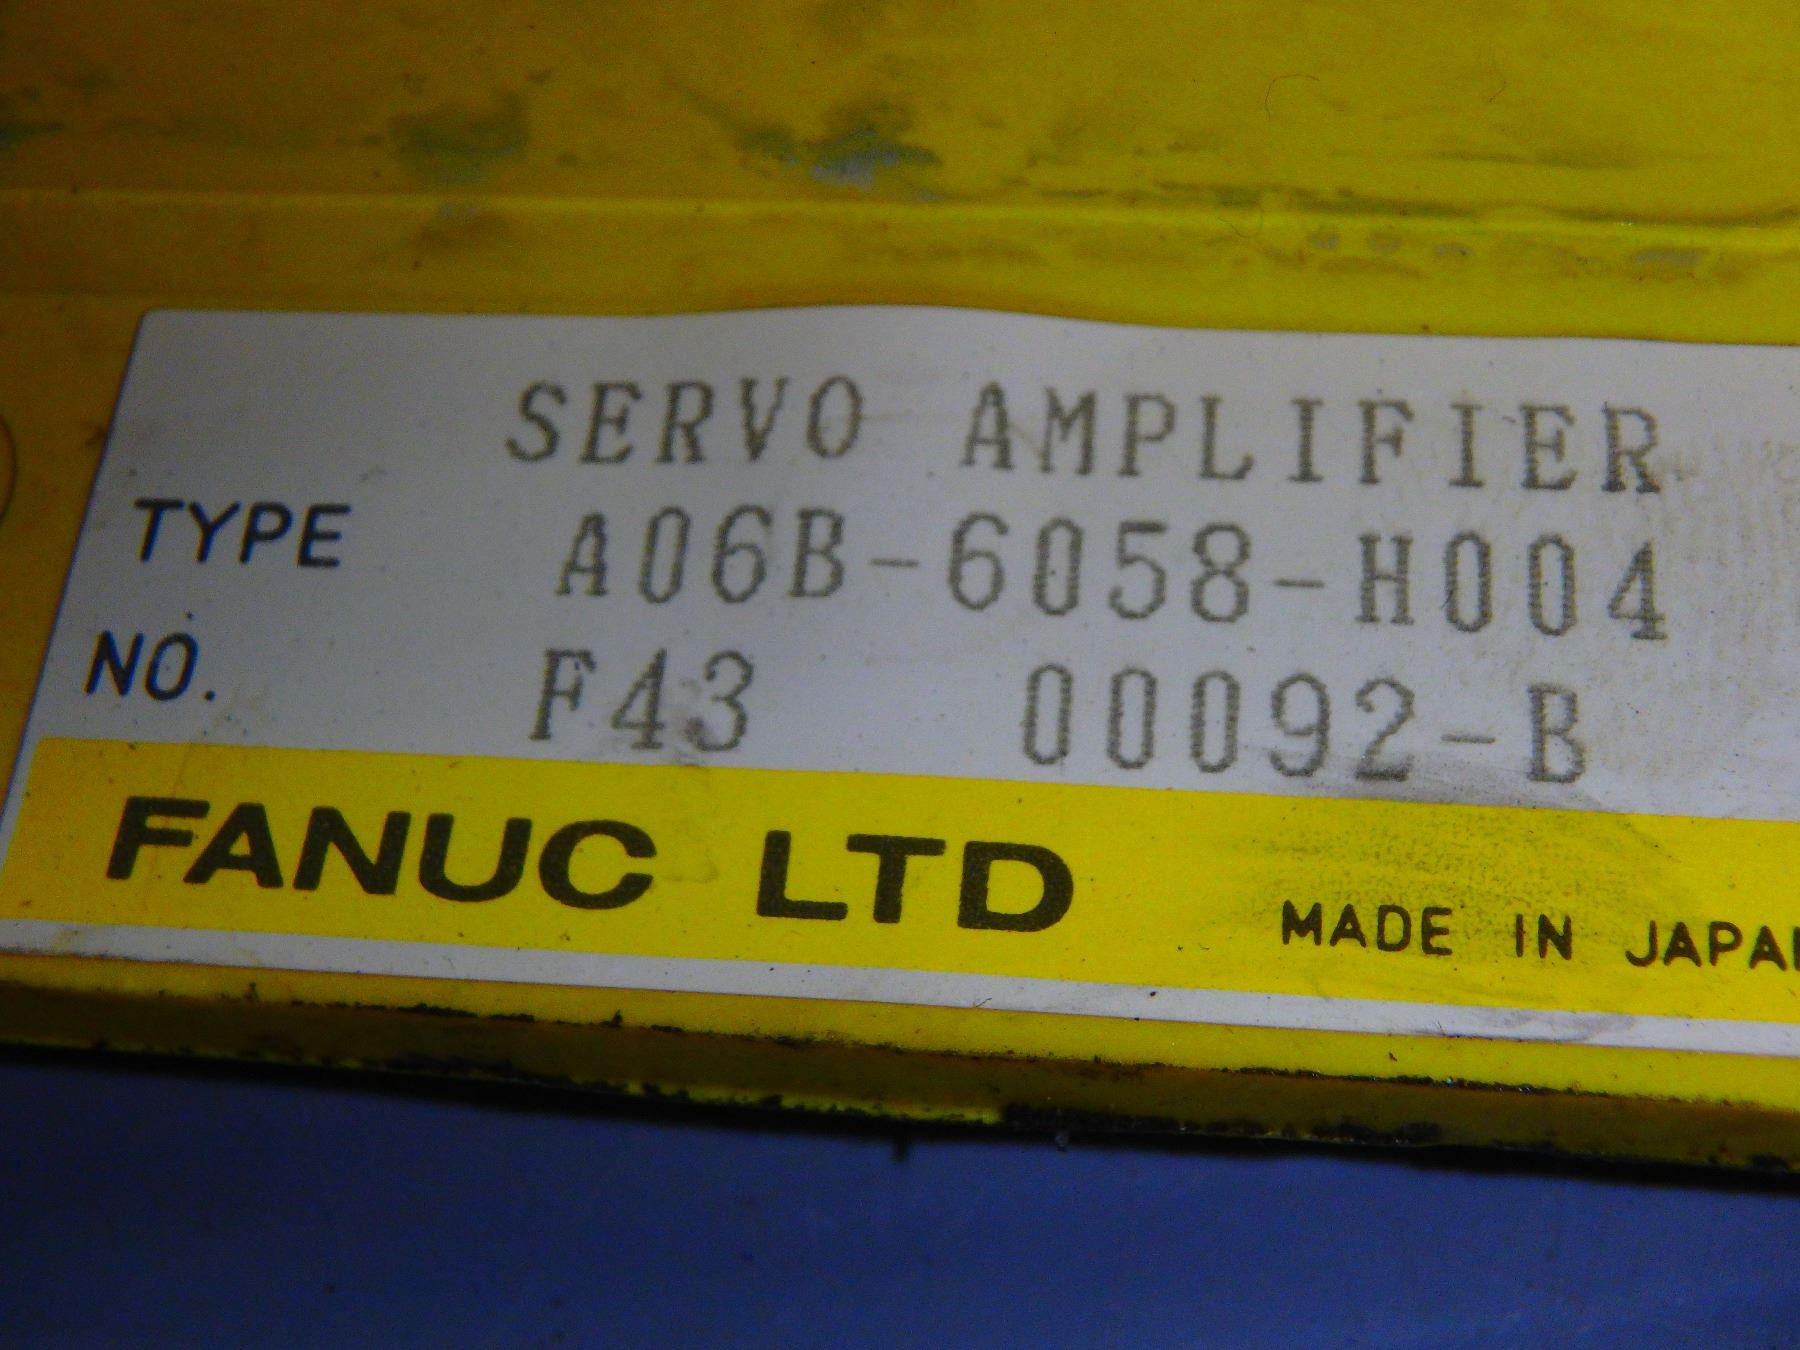 SERVO AMPLIFIER
TYPE A06B-6058-H004
NO. F43 00092-B
FANUC LTD
MADE IN JAPAN